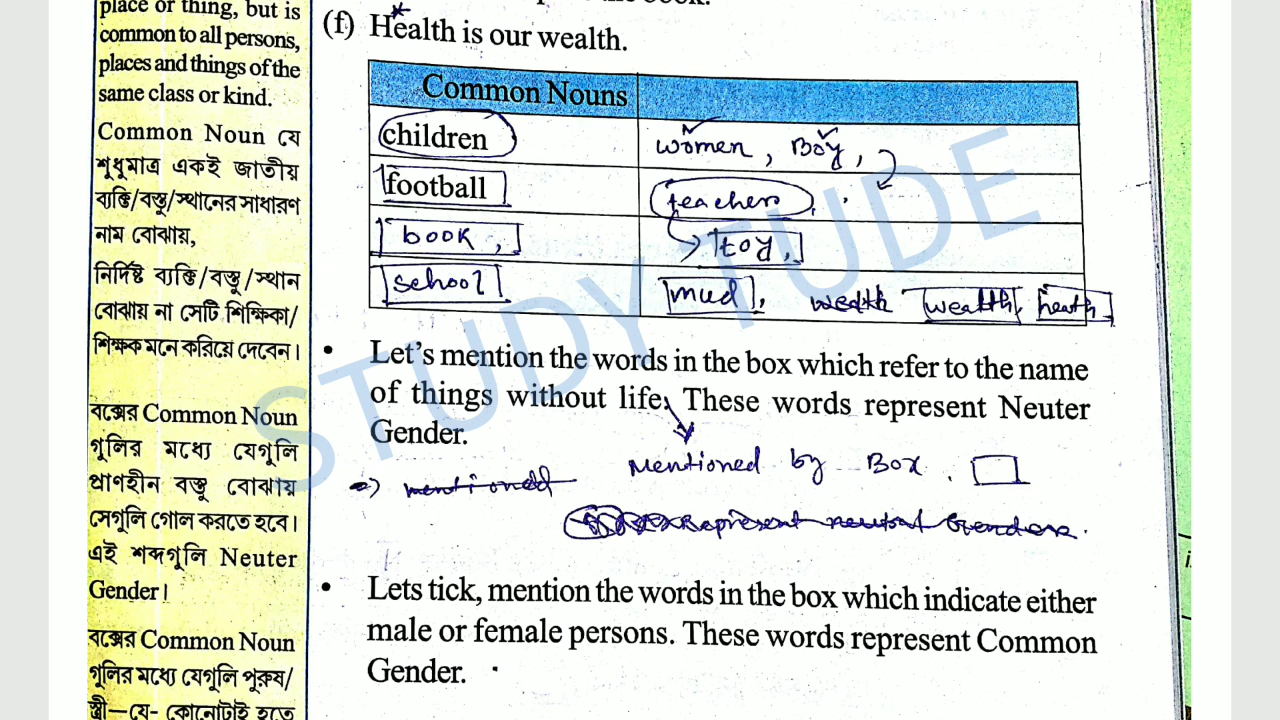 place or thing, but is
common to all persons,
places and things of the
same class or kind.
Common Noun যে
শুধুমাত্র একই জাতীয়
ব্যক্তি/বস্তু/স্থানের সাধারণ
নাম বোঝায়,
নির্দিষ্ট ব্যক্তি/বস্তু/স্থান
বোঝায় না সেটি শিক্ষিকা/
শিক্ষক মনে করিয়ে দেবেন।
বক্সের Common Noun
গুলির মধ্যে যেগুলি
প্রাণহীন বস্তু বোঝায়
সেগুলি গোল করতে হবে।
এই শব্দগুলি Neuter
Gender।
বক্সের Common Noun
গুলির মধ্যে যেগুলি পুরুষ/
স্ত্রী—যে- কোনোটাই হতে
(f) Health is our wealth.
Common Nouns
children women, Boy,
football teachers,
book, toy,
school mud, wealth wealth, heath
• Let's mention the words in the box which refer to the name
of things without life. These words represent Neuter
Gender.
Mentioned by Box.
mentioned
Represent neutral Genders.
• Lets tick, mention the words in the box which indicate either
male or female persons. These words represent Common
Gender.
STUDY TUDE